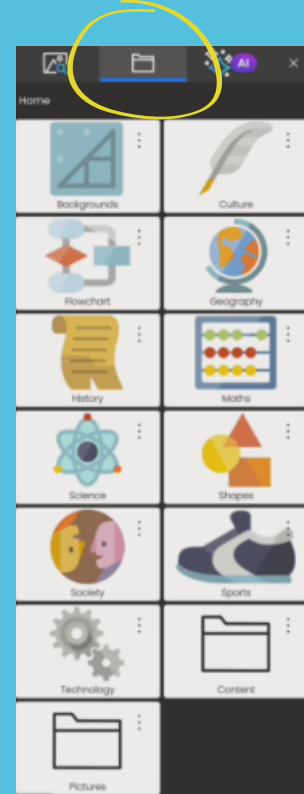 AI
Home
Backgrounds Culture
Flowchart Geography
History Maths
Science Shapes
Society Sports
Technology Content
Pictures